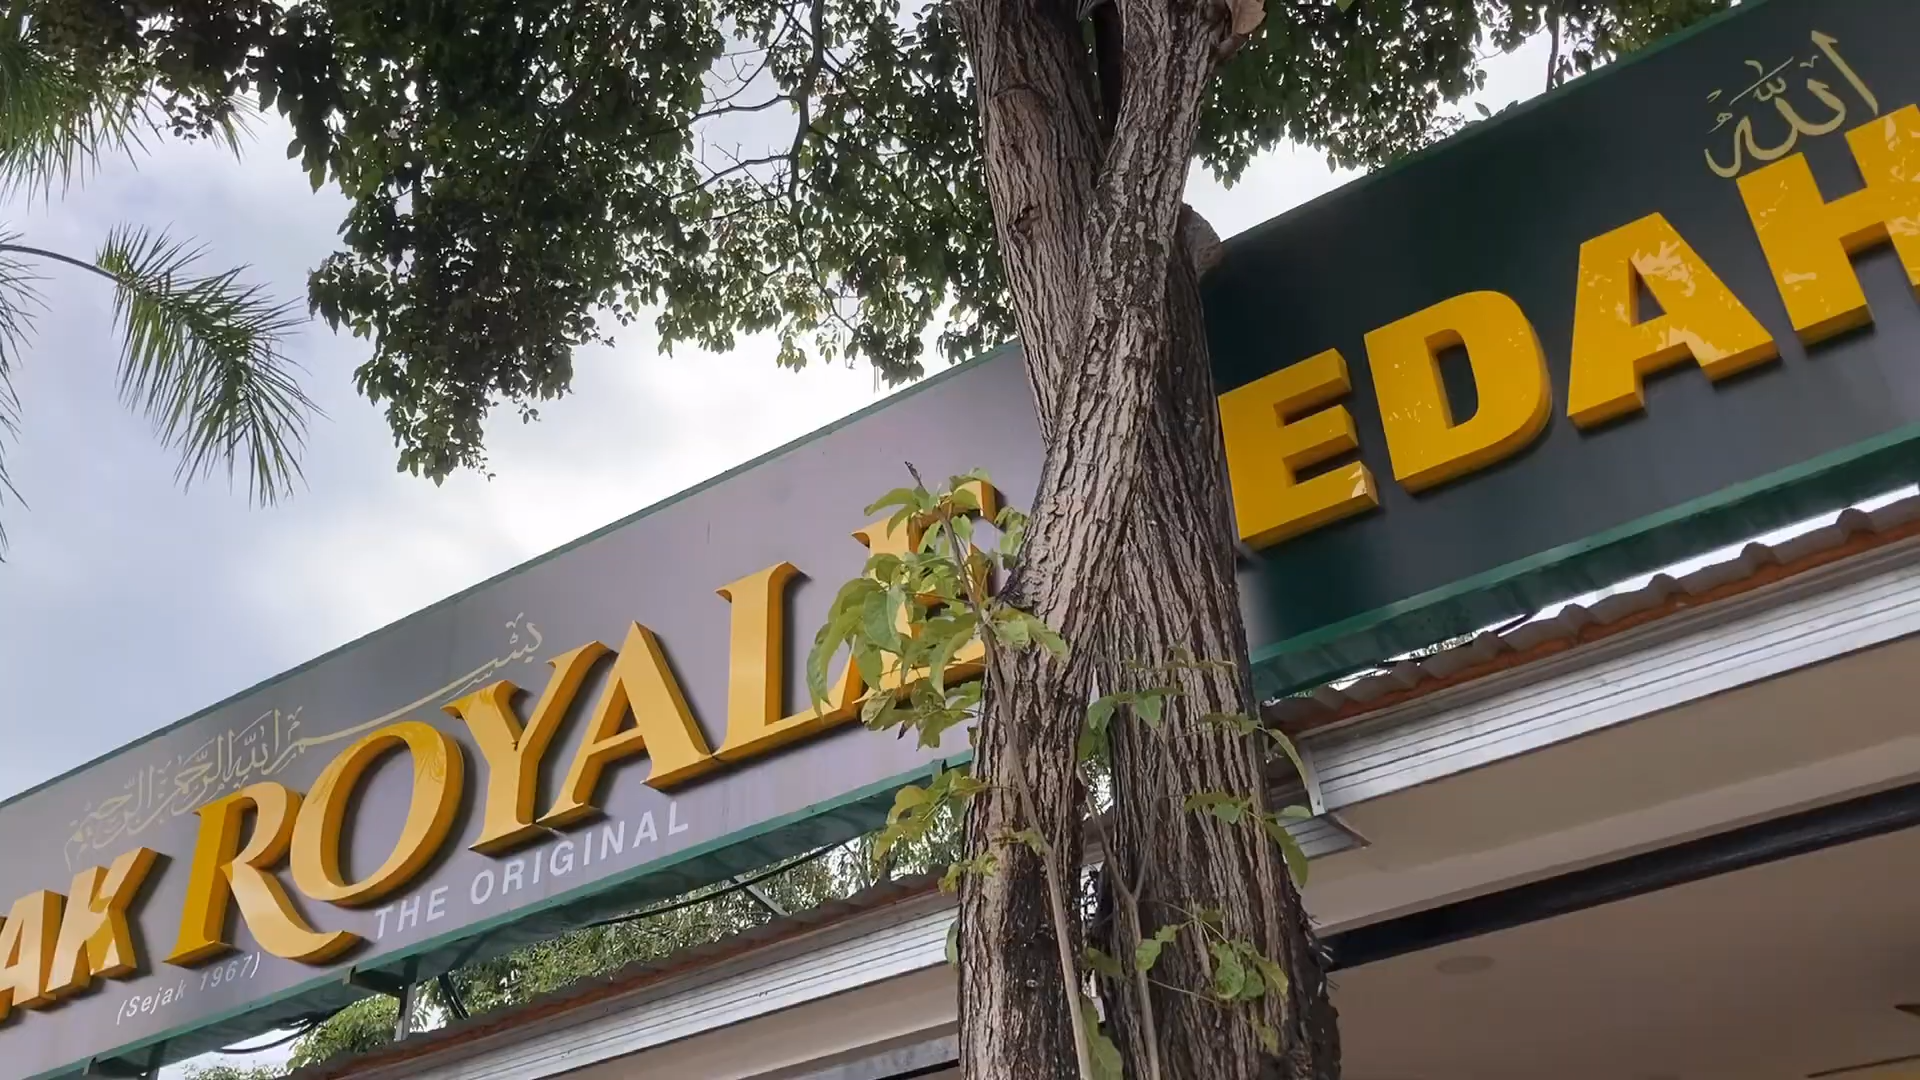 الله
EDAH
بسم الله الرحمن الرحيم
AK ROYALE
THE ORIGINAL
(Sejak 1967)